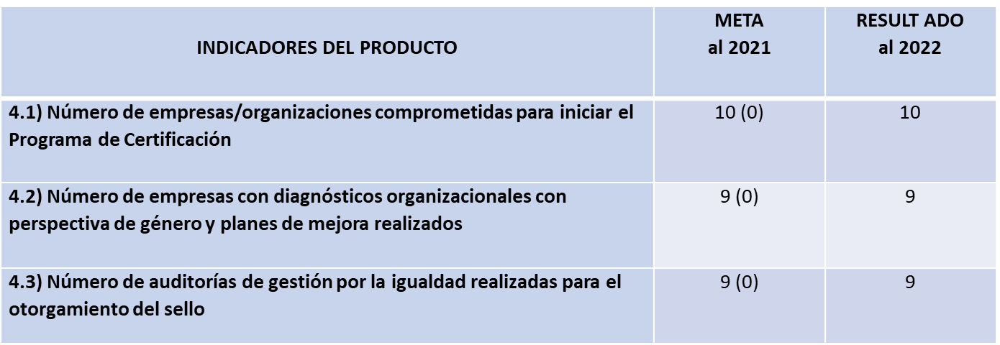 INDICADORES DEL PRODUCTO
META
al 2021
RESULT ADO
al 2022
4.1) Número de empresas/organizaciones comprometidas para iniciar el
Programa de Certificación
10 (0)
10
4.2) Número de empresas con diagnósticos organizacionales con
perspectiva de género y planes de mejora realizados
9 (0)
9
4.3) Número de auditorías de gestión por la igualdad realizadas para el
otorgamiento del sello
9 (0)
9